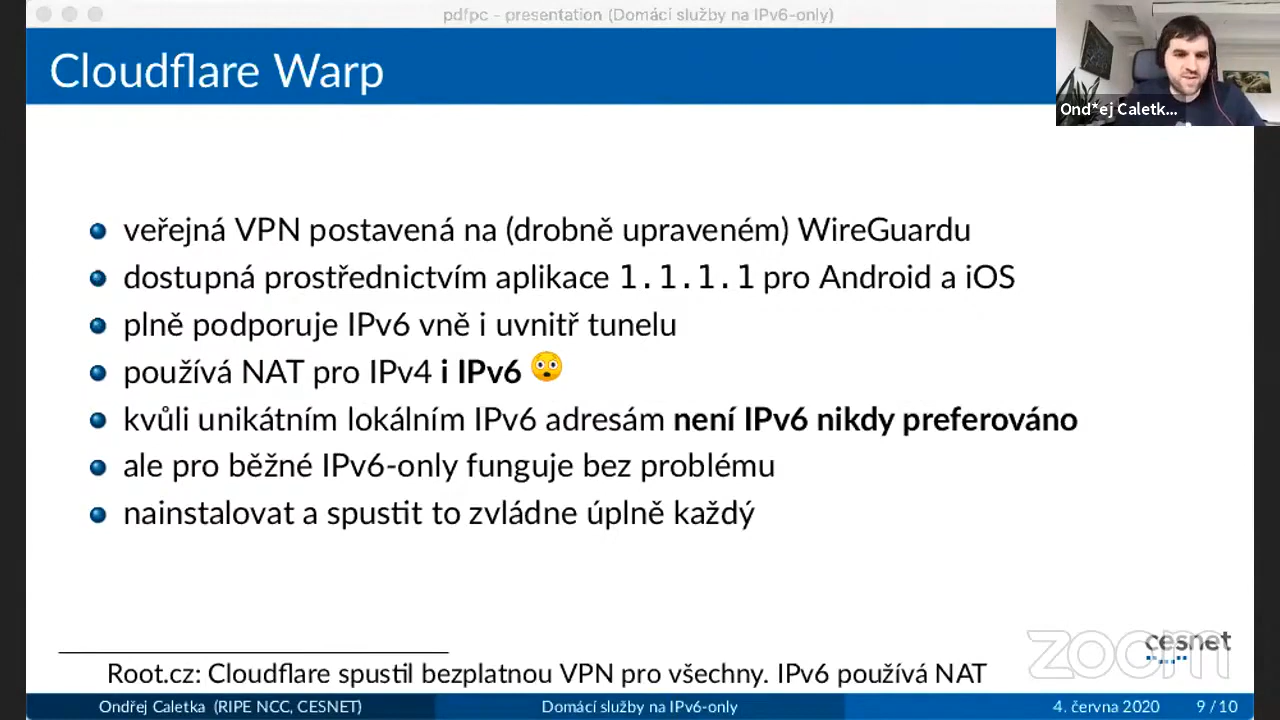 pdfpc - presentation (Domácí služby na IPv6-only)
Cloudflare Warp
Ond*ej Caletk...
veřejná VPN postavená na (drobně upraveném) WireGuardu
dostupná prostřednictvím aplikace 1.1.1.1 pro Android a iOS
plně podporuje IPv6 vně i uvnitř tunelu
používá NAT pro IPv4 i IPv6 😲
kvůli unikátním lokálním IPv6 adresám není IPv6 nikdy preferováno
ale pro běžné IPv6-only funguje bez problému
nainstalovat a spustit to zvládne úplně každý
zoom
cesnet
Root.cz: Cloudflare spustil bezplatnou VPN pro všechny. IPv6 používá NAT
Ondřej Caletka (RIPE NCC, CESNET) Domácí služby na IPv6-only 4. června 2020 9 / 10